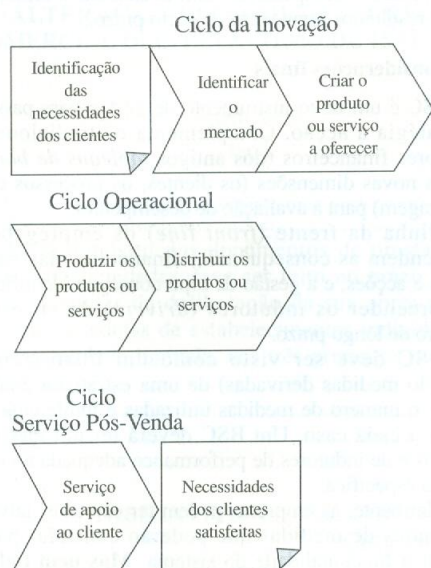 Ciclo da Inovação
Identificação
das
necessidades
dos clientes
Identificar
o
mercado
Criar o
produto
ou serviço
a oferecer
Ciclo Operacional
Produzir os
produtos ou
serviços
Distribuir os
produtos ou
serviços
Ciclo
Serviço Pós-Venda
Serviço
de apoio
ao cliente
Necessidades
dos clientes
satisfeitas